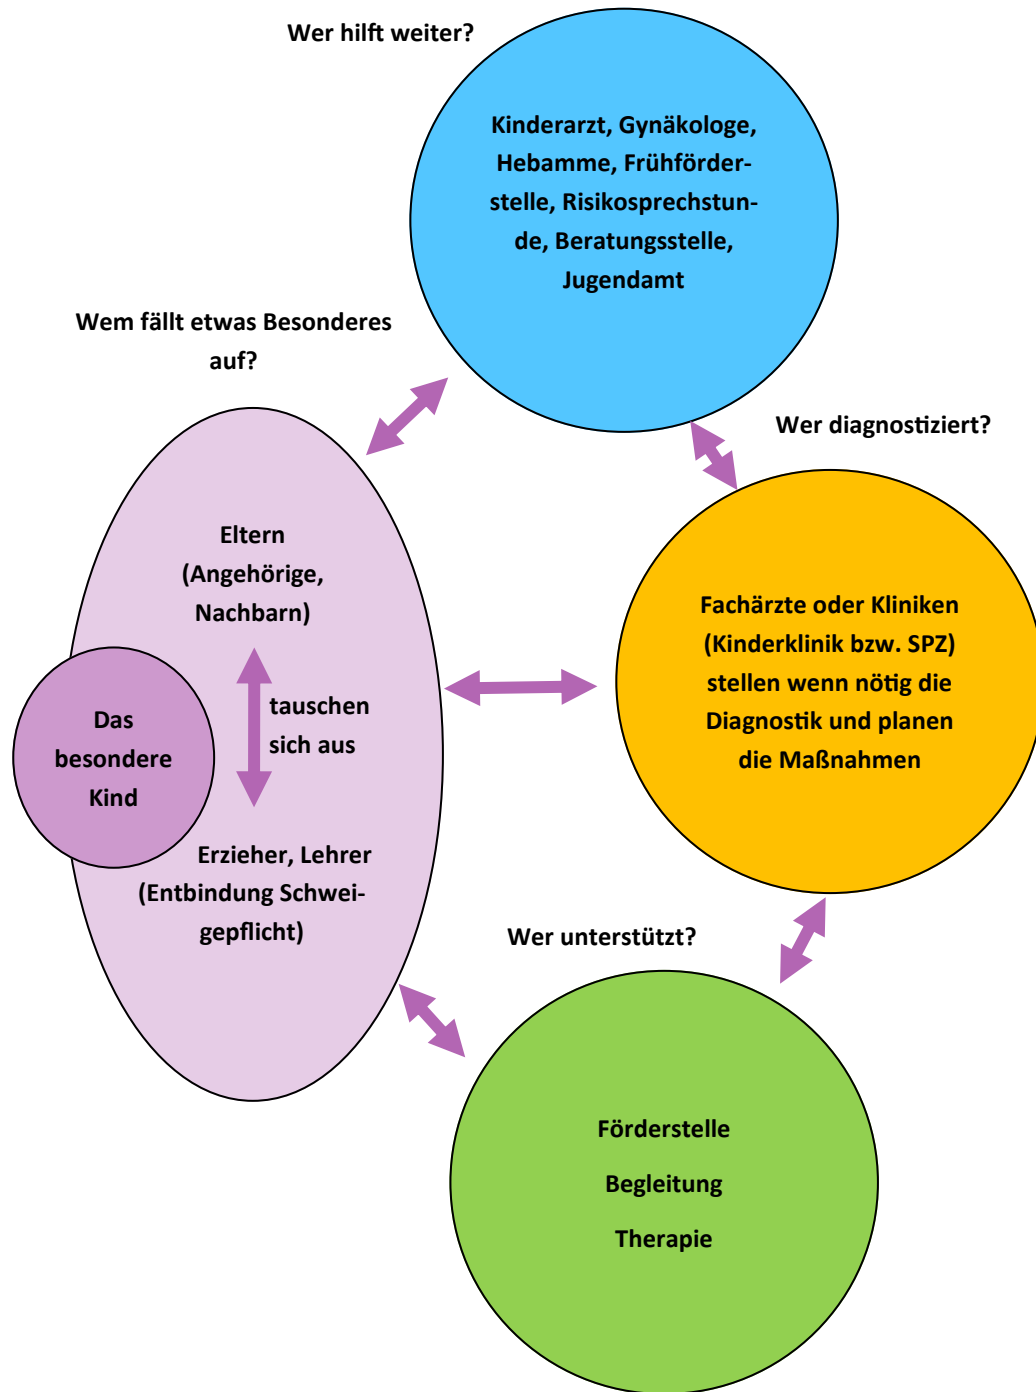 Wer hilft weiter?
Kinderarzt, Gynäkologe,
Hebamme, Frühförder-
stelle, Risikosprechstun-
de, Beratungsstelle,
Jugendamt
Wem fällt etwas Besonderes
auf?
Wer diagnostiziert?
Eltern
(Angehörige,
Nachbarn)
tauschen
sich aus
Das
besondere
Kind
Erzieher, Lehrer
(Entbindung Schwei-
gepflicht)
Fachärzte oder Kliniken
(Kinderklinik bzw. SPZ)
stellen wenn nötig die
Diagnostik und planen
die Maßnahmen
Wer unterstützt?
Förderstelle
Begleitung
Therapie